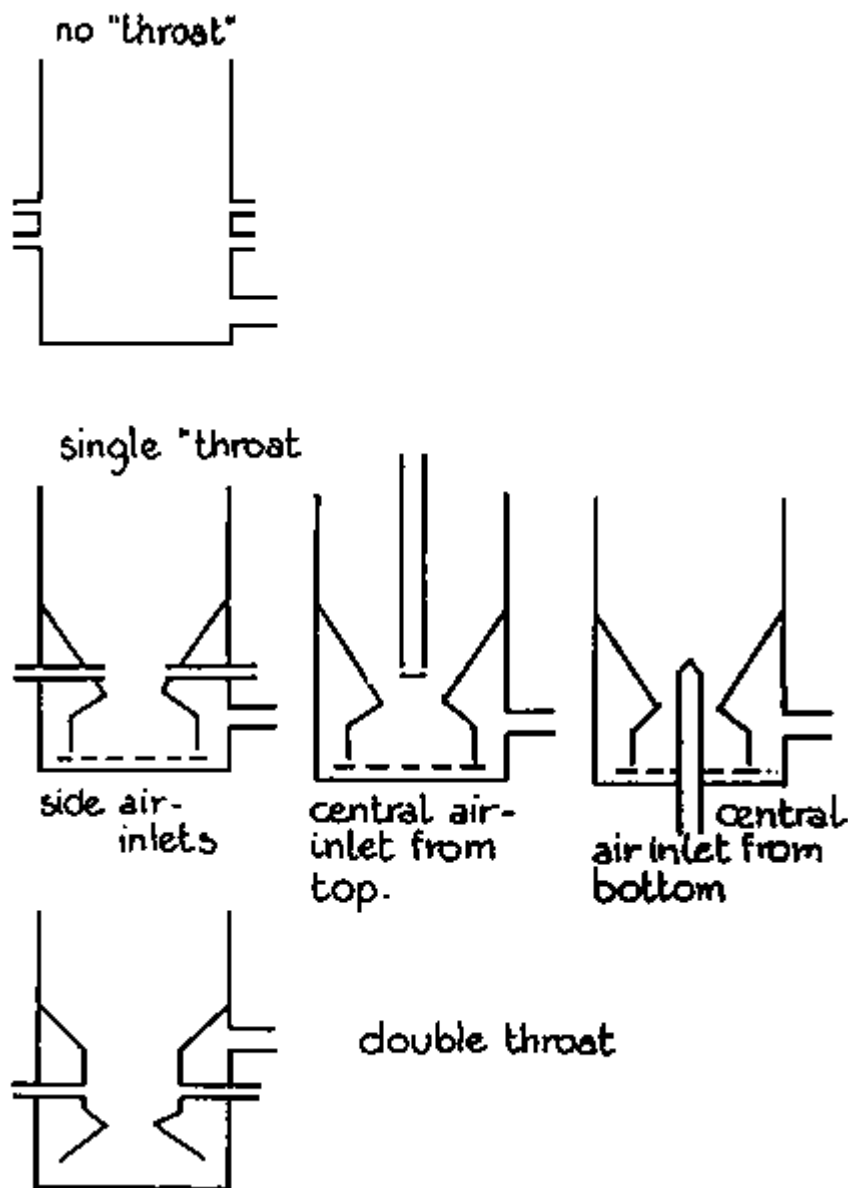 no "throat"
single "throat
side air-
inlets
central air-
inlet from
top.
central
air inlet from
bottom
double throat